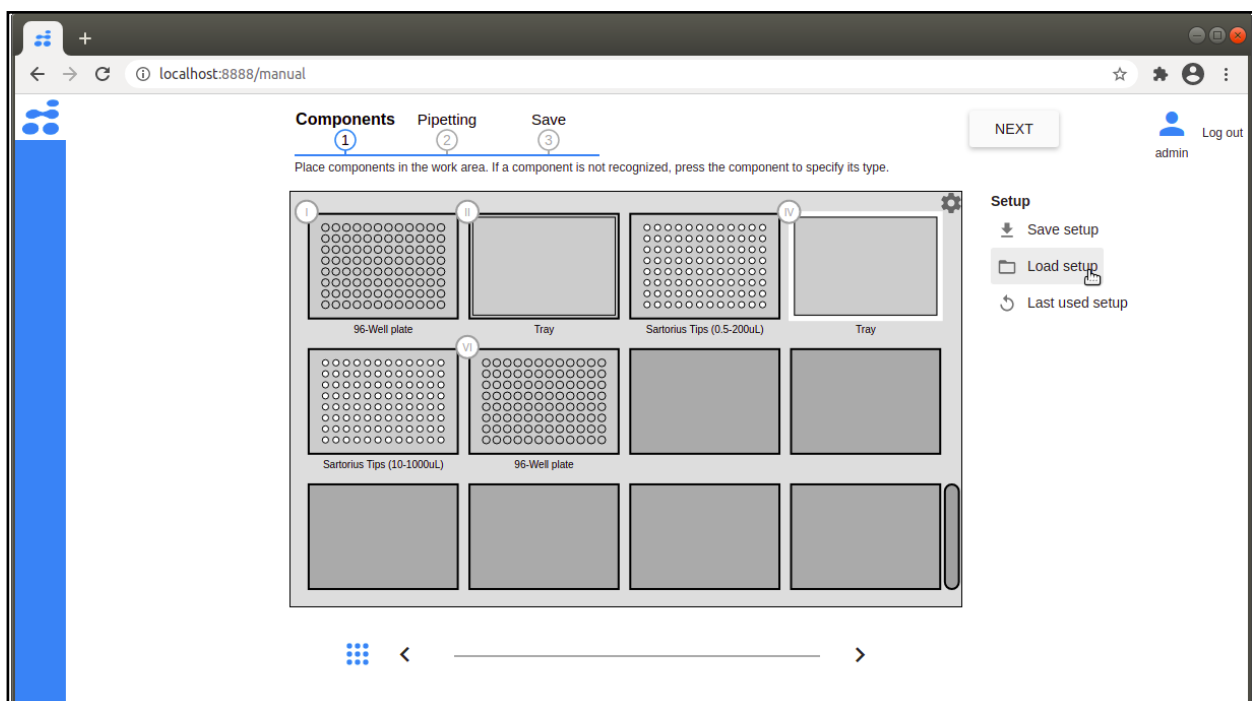 +
localhost:8888/manual
Components Pipetting Save
1 2 3
NEXT
admin
Log out
Place components in the work area. If a component is not recognized, press the component to specify its type.
I II IV
96-Well plate Tray Sartorius Tips (0.5-200uL) Tray
VI
Sartorius Tips (10-1000uL) 96-Well plate
Setup
Save setup
Load setup
Last used setup